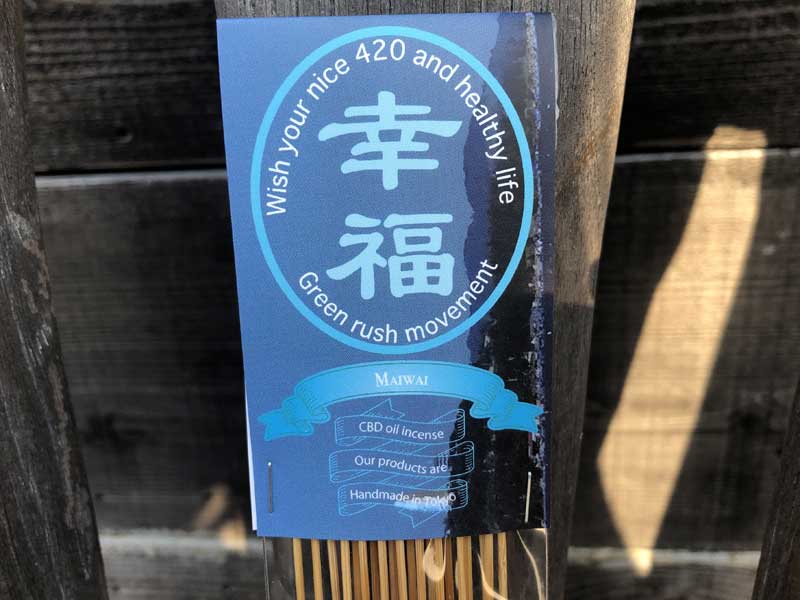 Wish your nice 420 and healthy life
幸
福
Green rush movement
MAIWAI
CBD oil incense
Our products are
Handmade in Tokyo